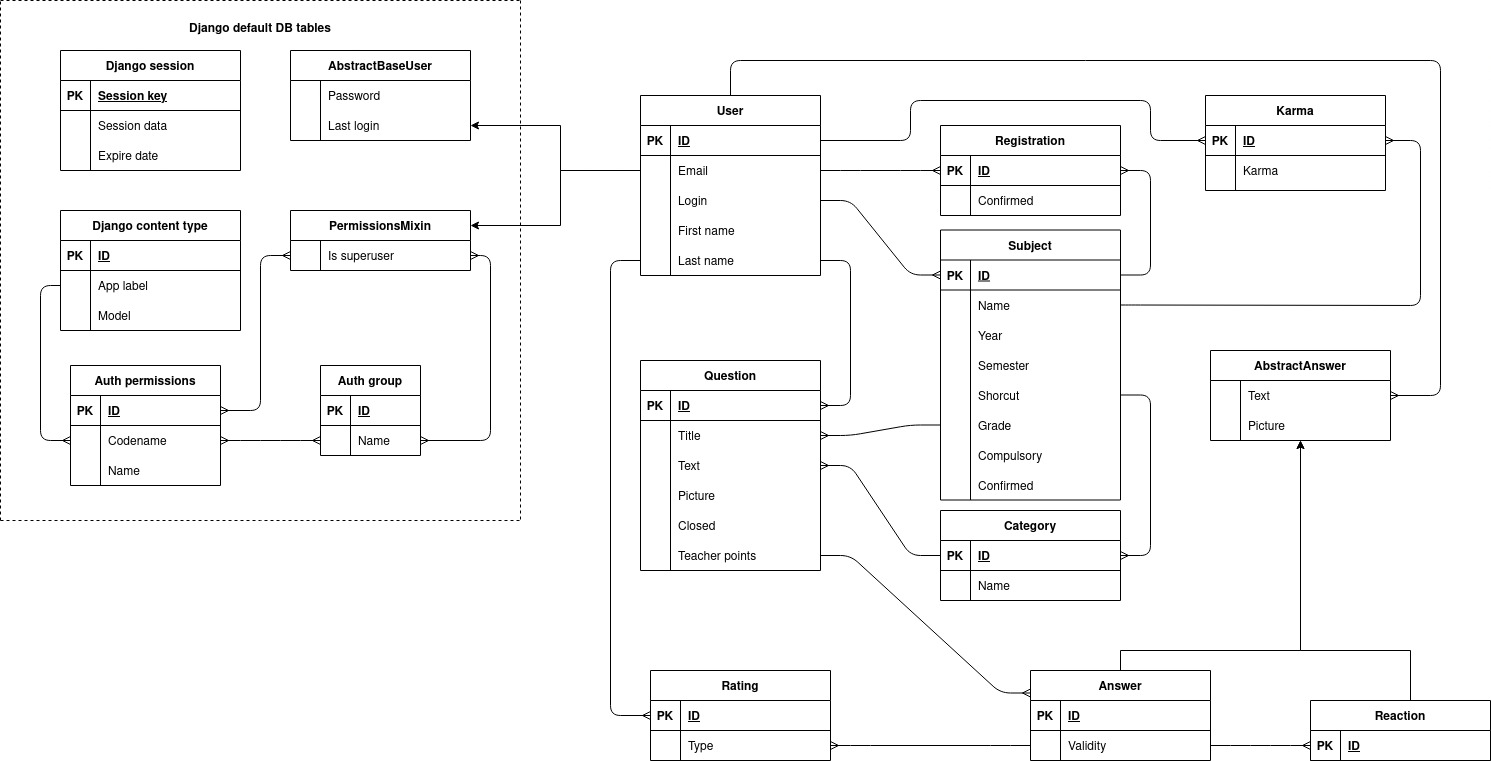 Django default DB tables
Django session
PK Session key
Session data
Expire date
AbstractBaseUser
Password
Last login
Django content type
PK ID
App label
Model
PermissionsMixin
Is superuser
Auth permissions
PK ID
Codename
Name
Auth group
PK ID
Name
User
PK ID
Email
Login
First name
Last name
Registration
PK ID
Confirmed
Karma
PK ID
Karma
Subject
PK ID
Name
Year
Semester
Shorcut
Grade
Compulsory
Confirmed
Question
PK ID
Title
Text
Picture
Closed
Teacher points
AbstractAnswer
Text
Picture
Category
PK ID
Name
Rating
PK ID
Type
Answer
PK ID
Validity
Reaction
PK ID